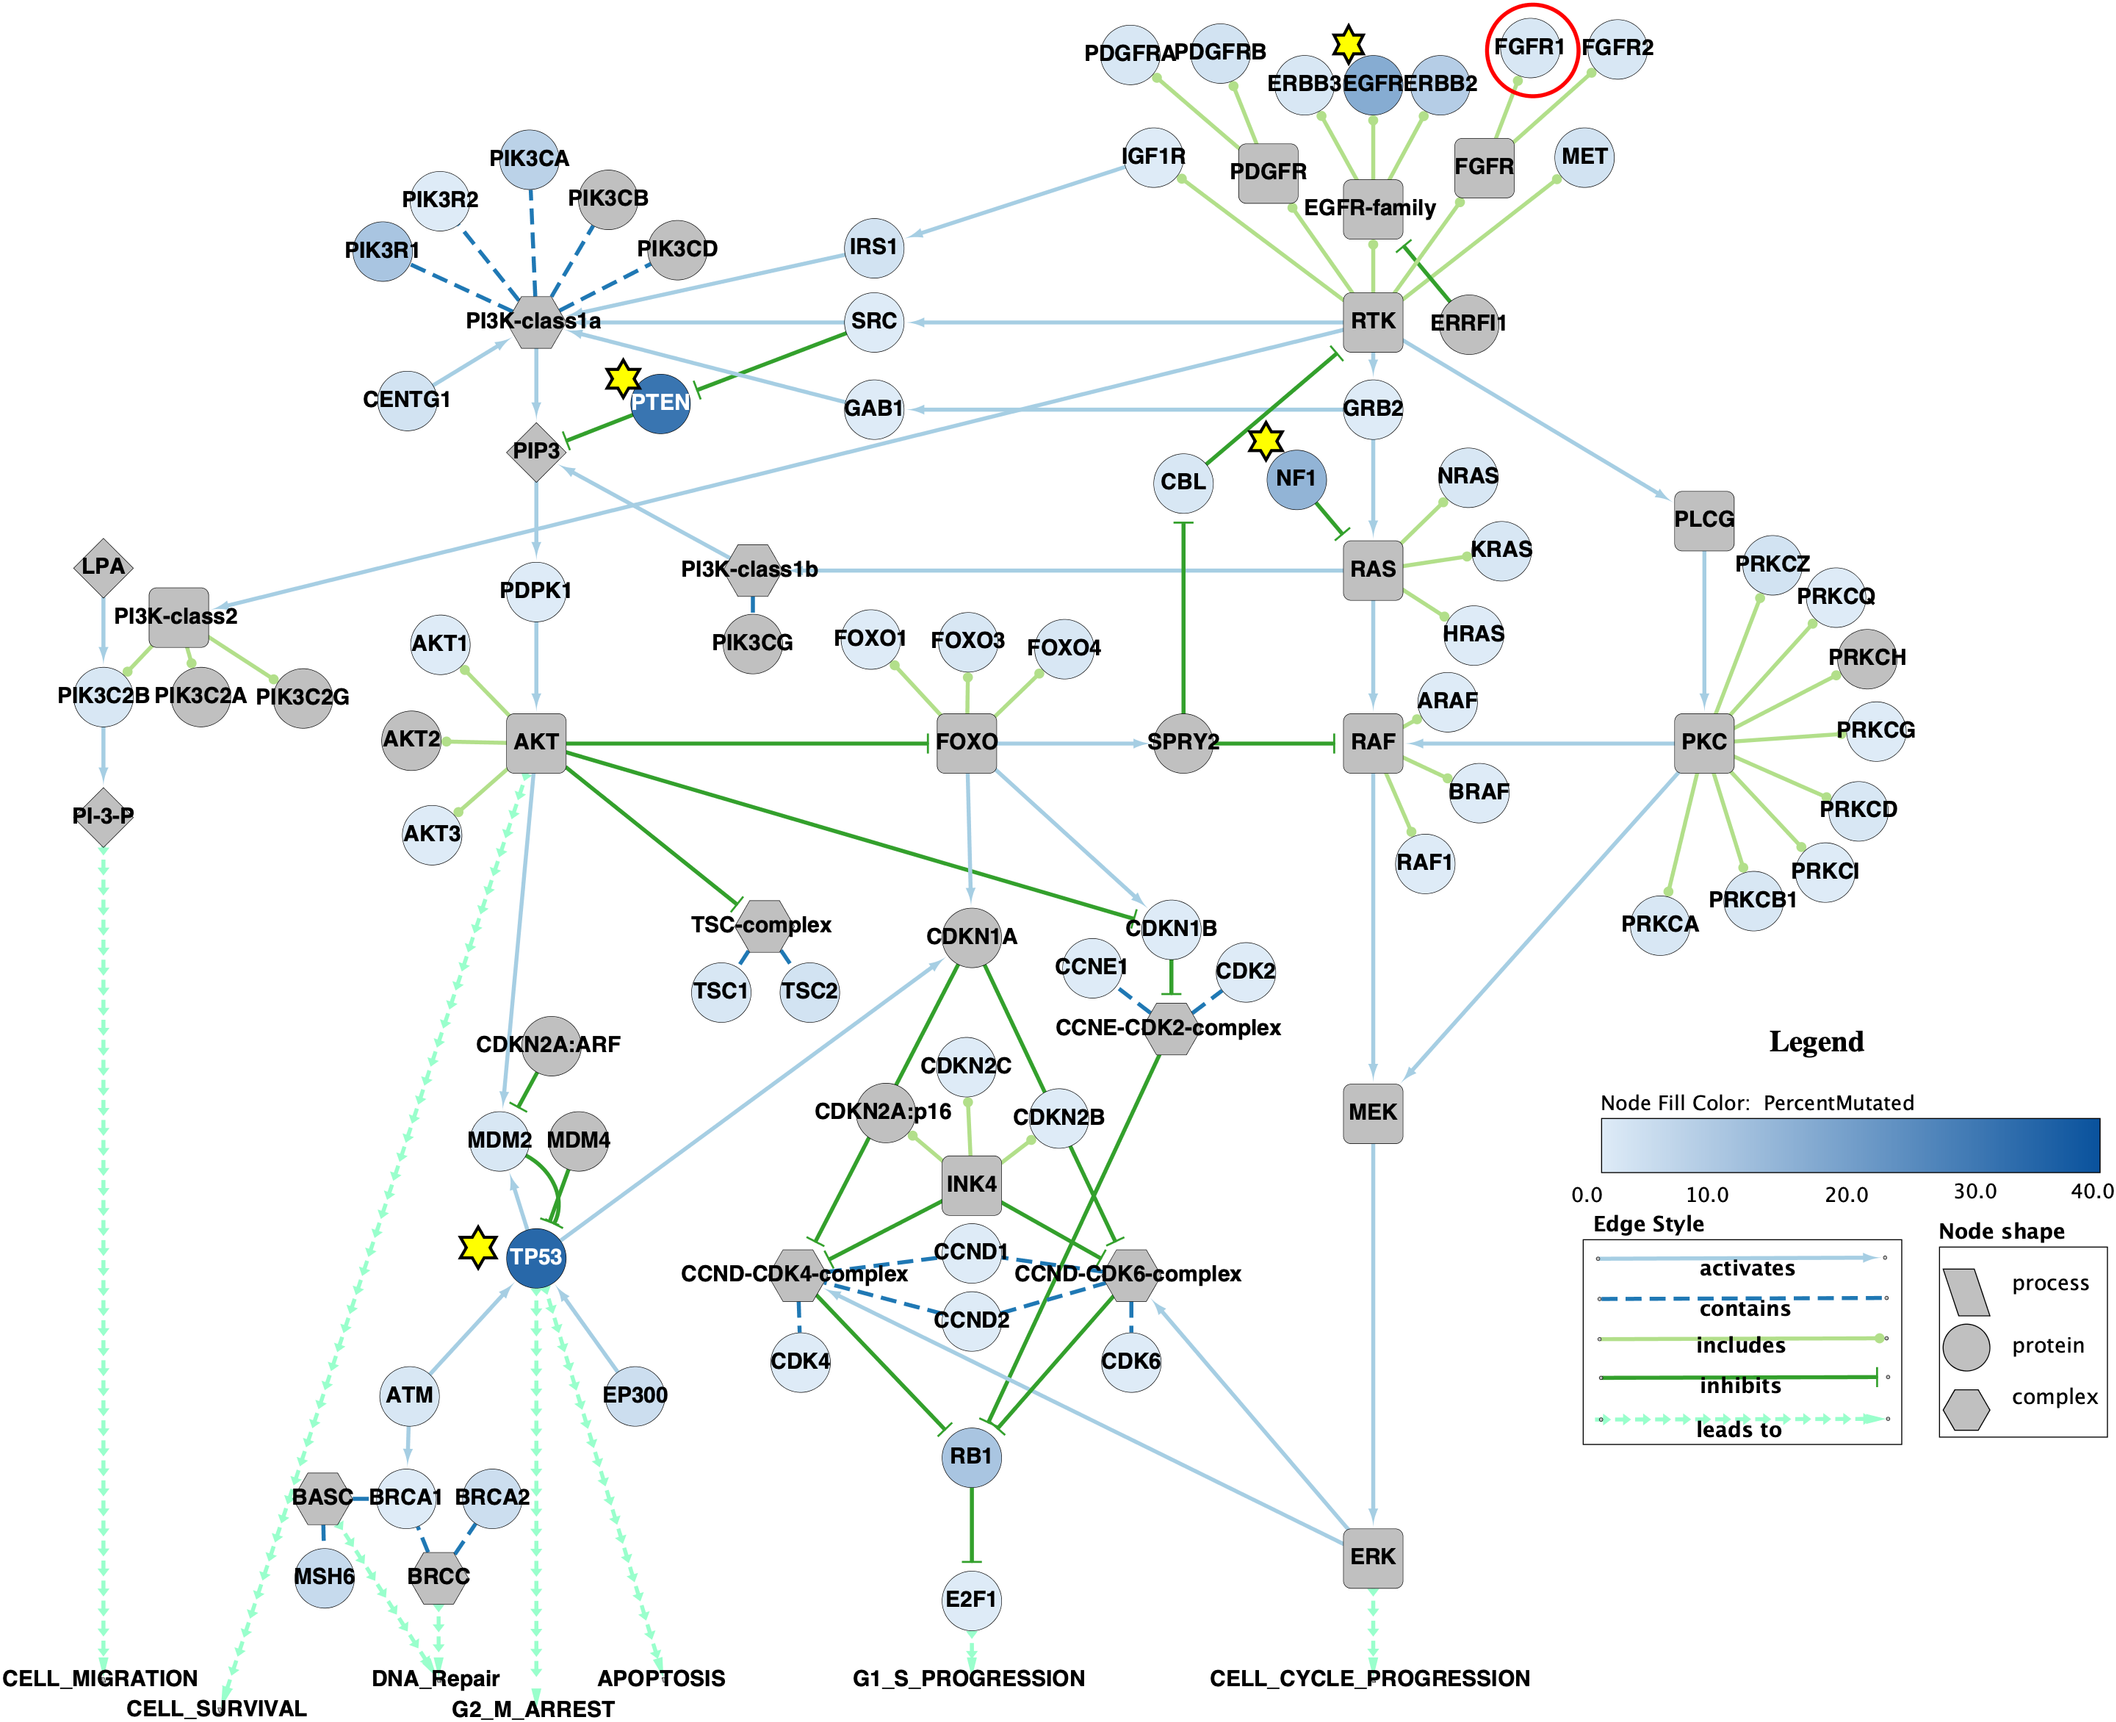 FGFR1
FGFR2
PDGFRA
PDGFRB
ERBB3
EGFR
ERBB2
PIK3CA
IGF1R
PDGFR
FGFR
MET
PIK3R2
PIK3CB
EGFR-family
PIK3R1
PIK3CD
IRS1
PI3K-class1a
SRC
RTK
ERRFI1
CENTG1
PTEN
GAB1
GRB2
PIP3
CBL
NF1
NRAS
PLCG
LPA
PI3K-class1b
RAS
KRAS
PRKCZ
PI3K-class2
PDPK1
PRKCQ
AKT1
PIK3CG
FOXO1
FOXO3
FOXO4
HRAS
PRKCH
PIK3C2B
PIK3C2A
PIK3C2G
ARAF
AKT2
AKT
FOXO
SPRY2
RAF
PKC
PRKCG
PI-3-P
AKT3
BRAF
PRKCD
RAF1
PRKCI
PRKCB1
TSC-complex
CDKN1A
CDKN1B
PRKCA
TSC1
TSC2
CCNE1
CDK2
CDKN2A:ARF
CCNE-CDK2-complex
CDKN2C
CDKN2A:p16
CDKN2B
MEK
MDM2
MDM4
INK4
TP53
CCND1
CCND-CDK4-complex
CCND-CDK6-complex
CCND2
CDK4
CDK6
ATM
EP300
RB1
BASC
BRCA1
BRCA2
MSH6
BRCC
ERK
E2F1
CELL_MIGRATION
DNA_Repair
APOPTOSIS
G1_S_PROGRESSION
CELL_CYCLE_PROGRESSION
CELL_SURVIVAL
G2_M_ARREST
Legend
Node Fill Color: PercentMutated
0.0 10.0 20.0 30.0 40.0
Edge Style
activates
contains
includes
inhibits
leads to
Node shape
process
protein
complex